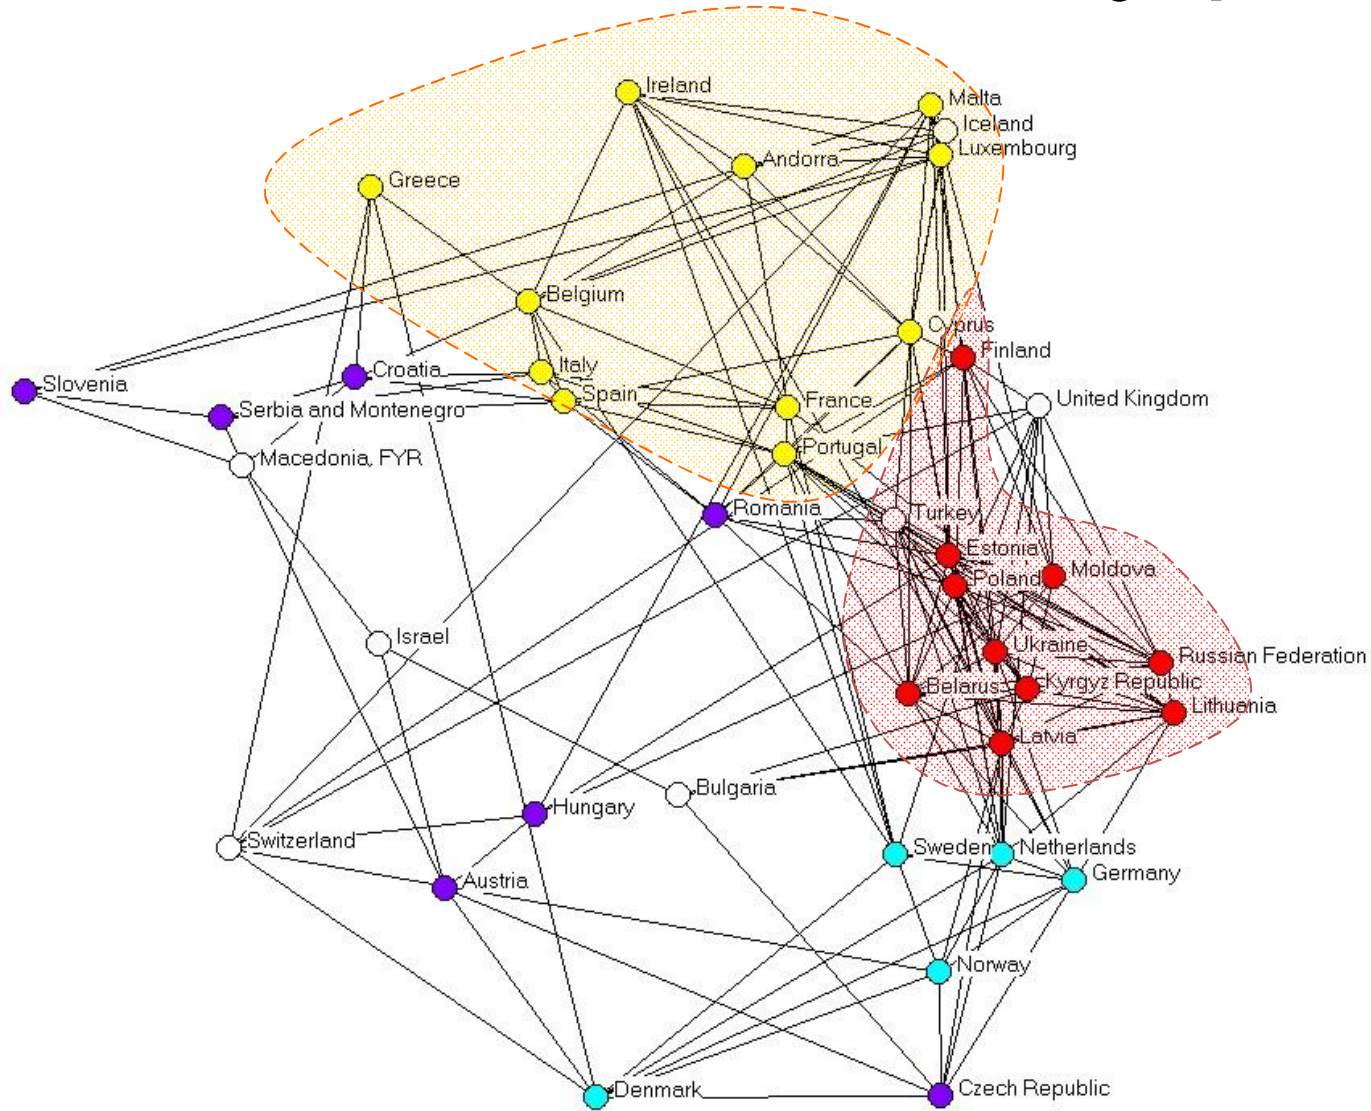 Ireland
Malta
Iceland
Luxembourg
Andorra
Greece
Belgium
Cyprus
Finland
Italy
Croatia
Slovenia
Spain
United Kingdom
France
Serbia and Montenegro
Portugal
Macedonia, FYR
Romania
Turkey
Estonia
Moldova
Poland
Israel
Ukraine
Russian Federation
Belarus
Kyrgyz Republic
Lithuania
Latvia
Bulgaria
Hungary
Switzerland
Sweden
Netherlands
Germany
Austria
Norway
Denmark
Czech Republic